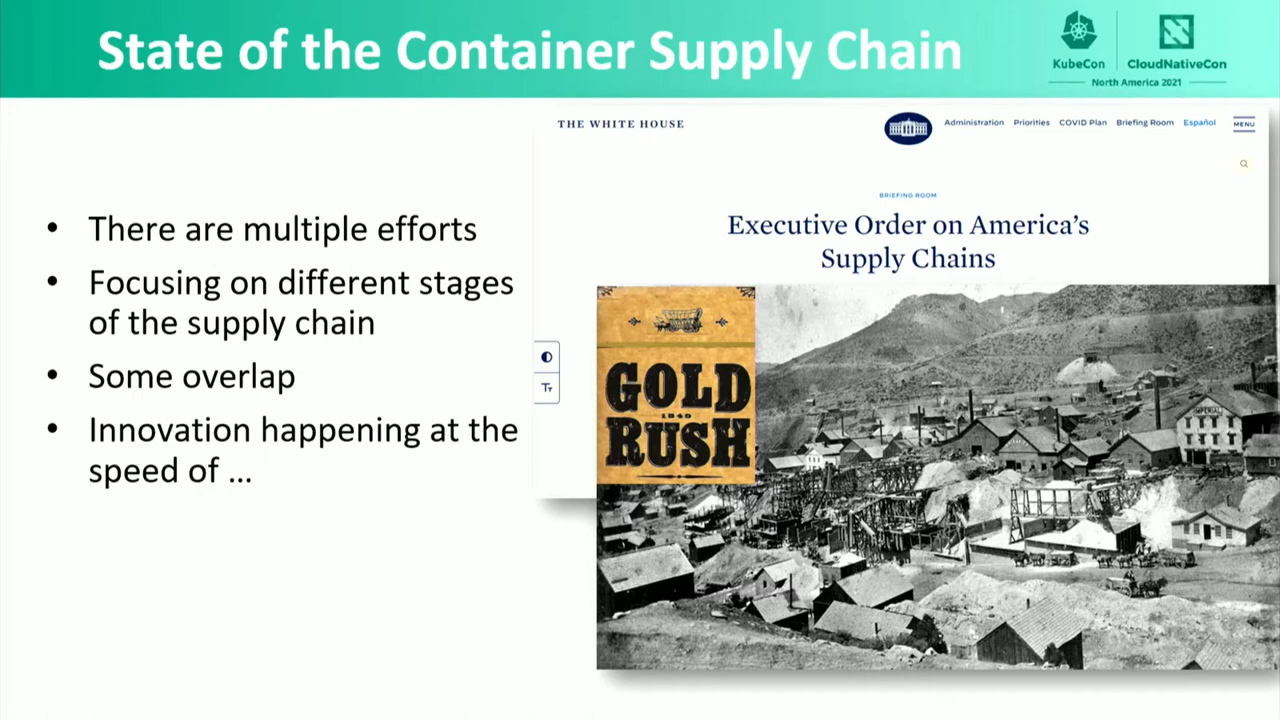 State of the Container Supply Chain
KubeCon
CloudNativeCon
North America 2021
• There are multiple efforts
• Focusing on different stages
of the supply chain
• Some overlap
• Innovation happening at the
speed of ...
THE WHITE HOUSE
Administration Priorities COVID Plan Briefing Room Español MENU
BRIEFING ROOM
Executive Order on America's
Supply Chains
Tт
GOLD
1849
RUSH
IMPERIAL